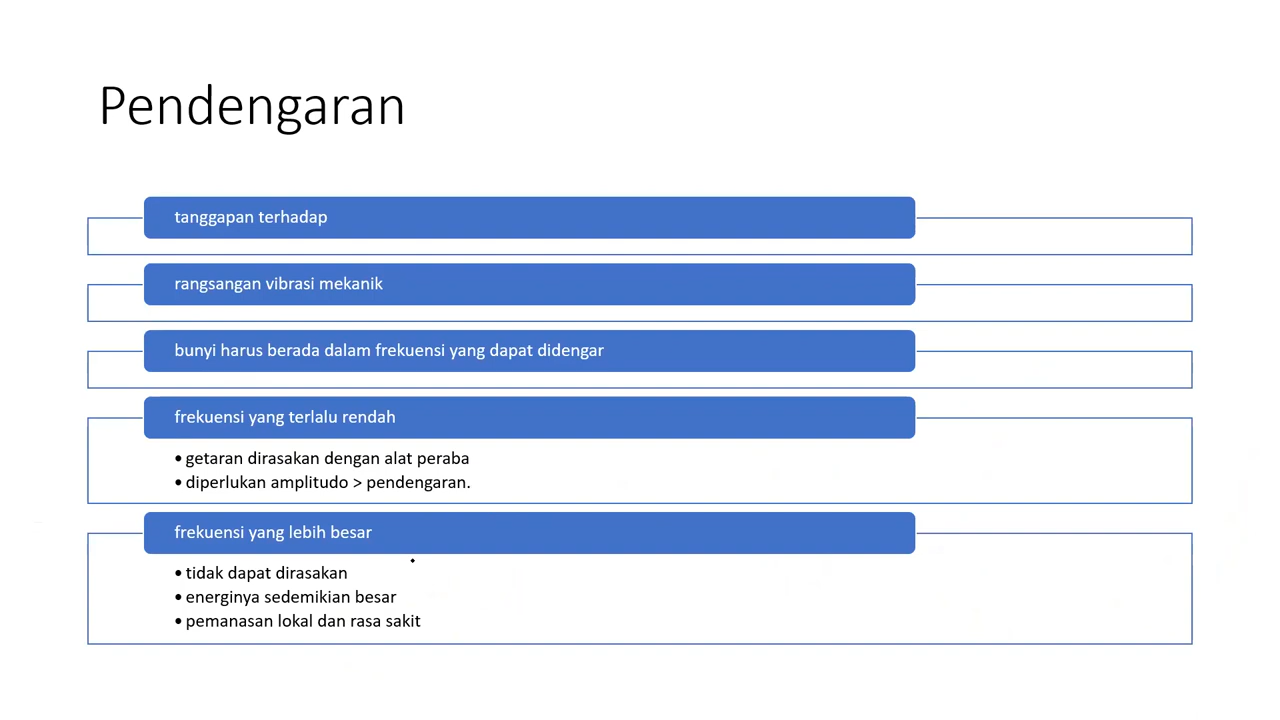 Pendengaran
tanggapan terhadap
rangsangan vibrasi mekanik
bunyi harus berada dalam frekuensi yang dapat didengar
frekuensi yang terlalu rendah
• getaran dirasakan dengan alat peraba
• diperlukan amplitudo > pendengaran.
frekuensi yang lebih besar
• tidak dapat dirasakan
• energinya sedemikian besar
• pemanasan lokal dan rasa sakit